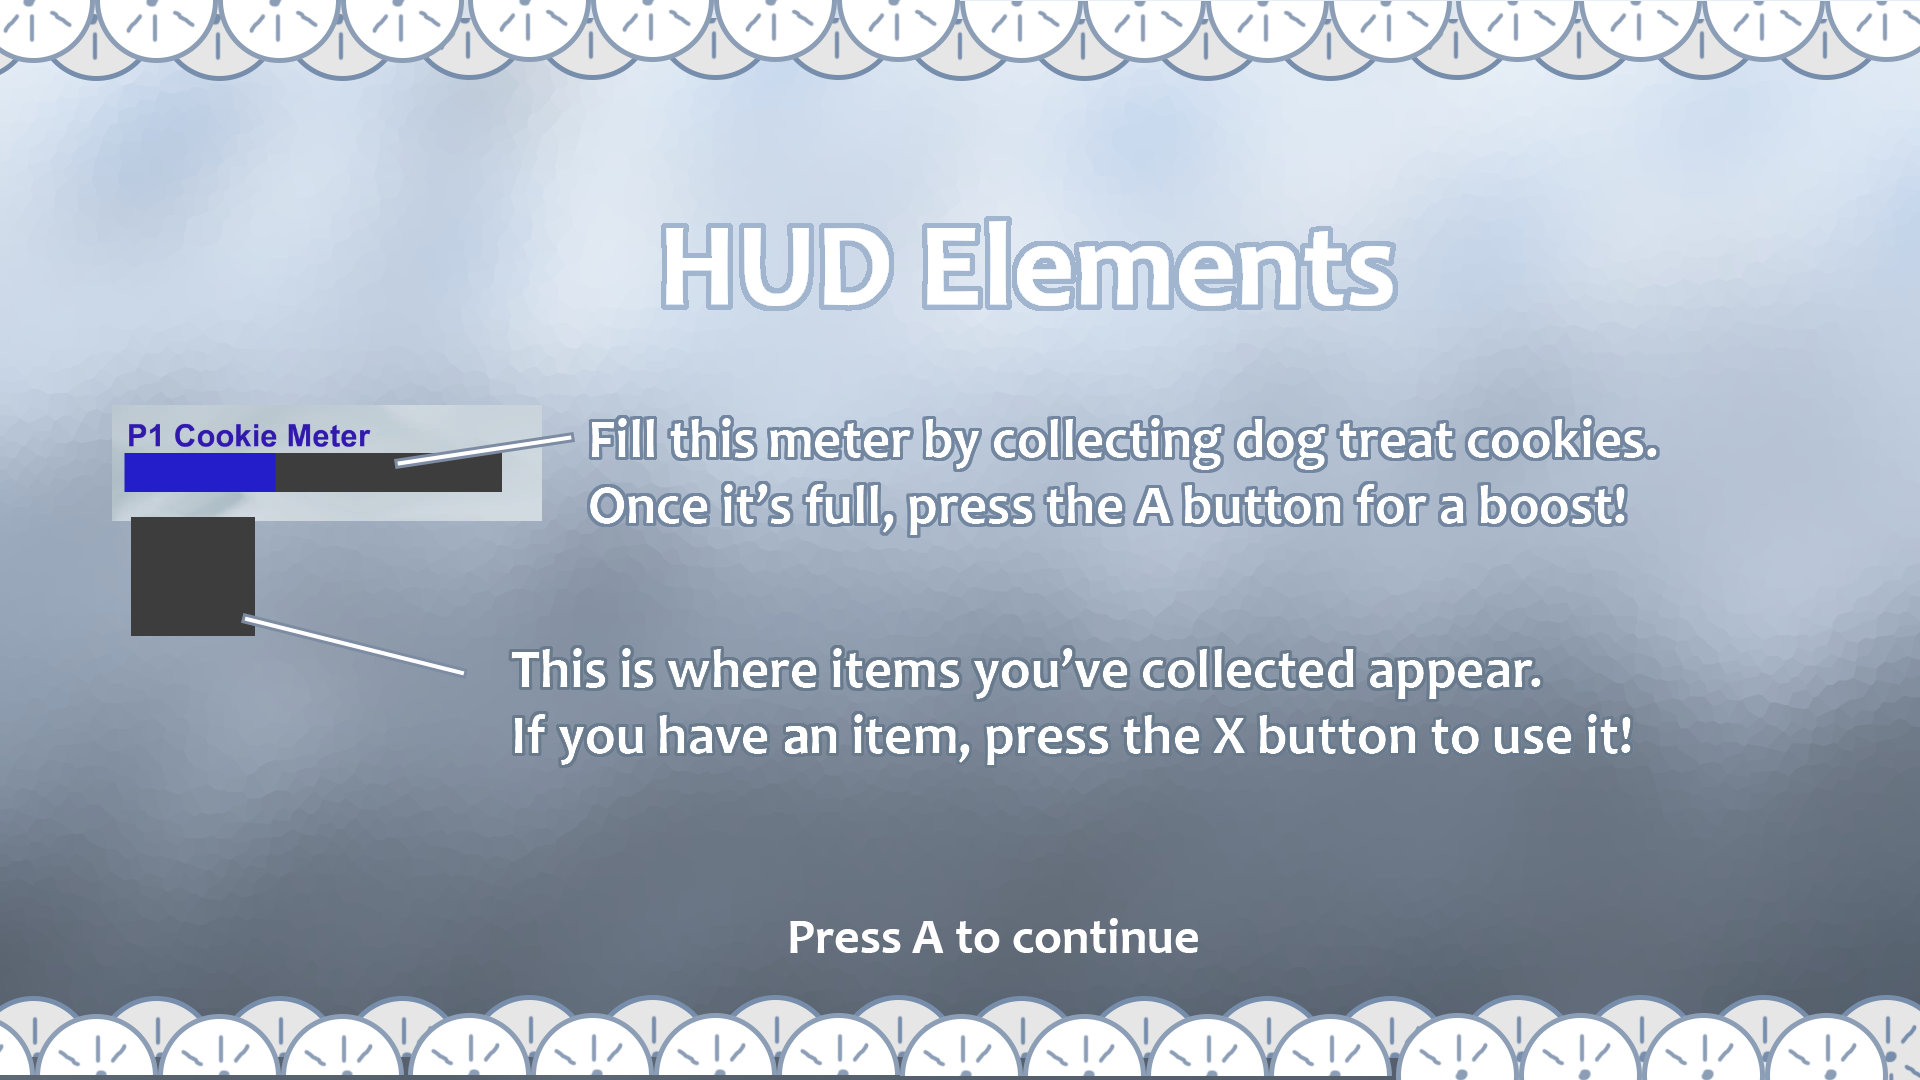 HUD Elements
P1 Cookie Meter
Fill this meter by collecting dog treat cookies.
Once it’s full, press the A button for a boost!
This is where items you’ve collected appear.
If you have an item, press the X button to use it!
Press A to continue